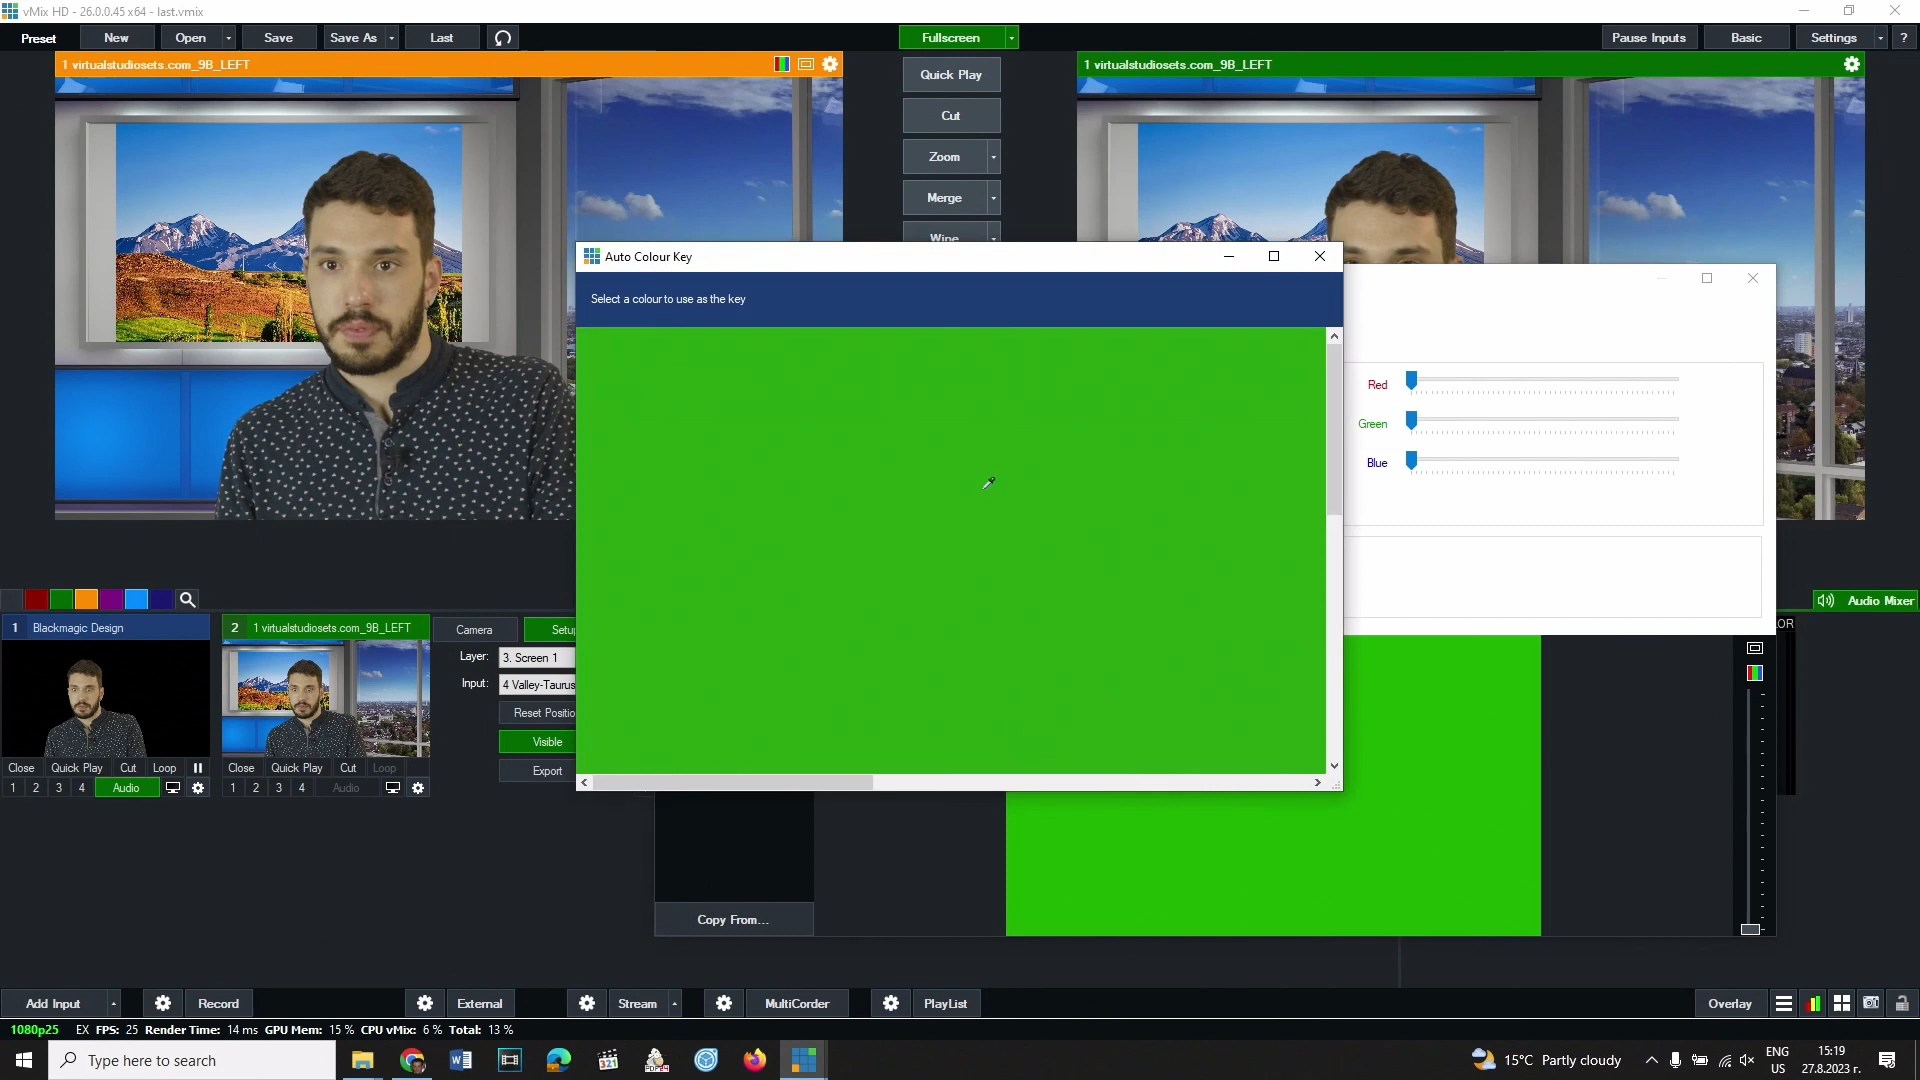 vMix HD - 26.0.0.45 x64 - last.vmix
Preset
New
Open
Save
Save As
Last
Fullscreen
Pause Inputs
Basic
Settings
?
1 virtualstudiosets.com_9B_LEFT
1 virtualstudiosets.com_9B_LEFT
Quick Play
Cut
Zoom
Merge
Wipe
Auto Colour Key
Select a colour to use as the key
Red
Green
Blue
Audio Mixer
1 Blackmagic Design
2 1 virtualstudiosets.com_9B_LEFT
Camera
Layer: 3. Screen 1
Input: 4 Valley-Taurus
Visible
Export
Close Quick Play Cut Loop
1 2 3 4 Audio
Close Quick Play Cut Loop
1 2 3 4 Audio
Copy From...
Add Input
Record
External
Stream
MultiCorder
PlayList
Overlay
1080p25 EX FPS: 25 Render Time: 14 ms GPU Mem: 15 % CPU vMix: 6 % Total: 13 %
Type here to search
321
PDF24
15°C Partly cloudy
ENG
US
15:19
27.8.2023 г.